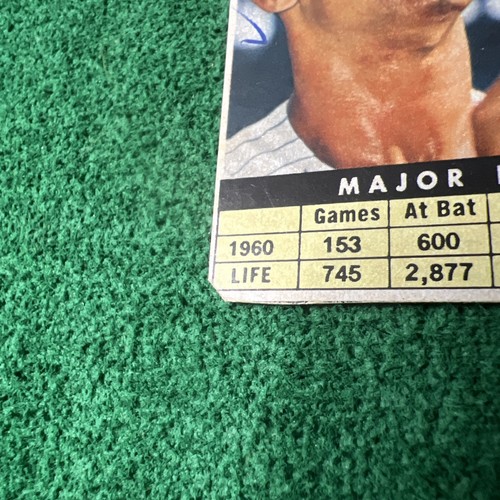 MAJOR
Games At Bat
1960 153 600
LIFE 745 2,877